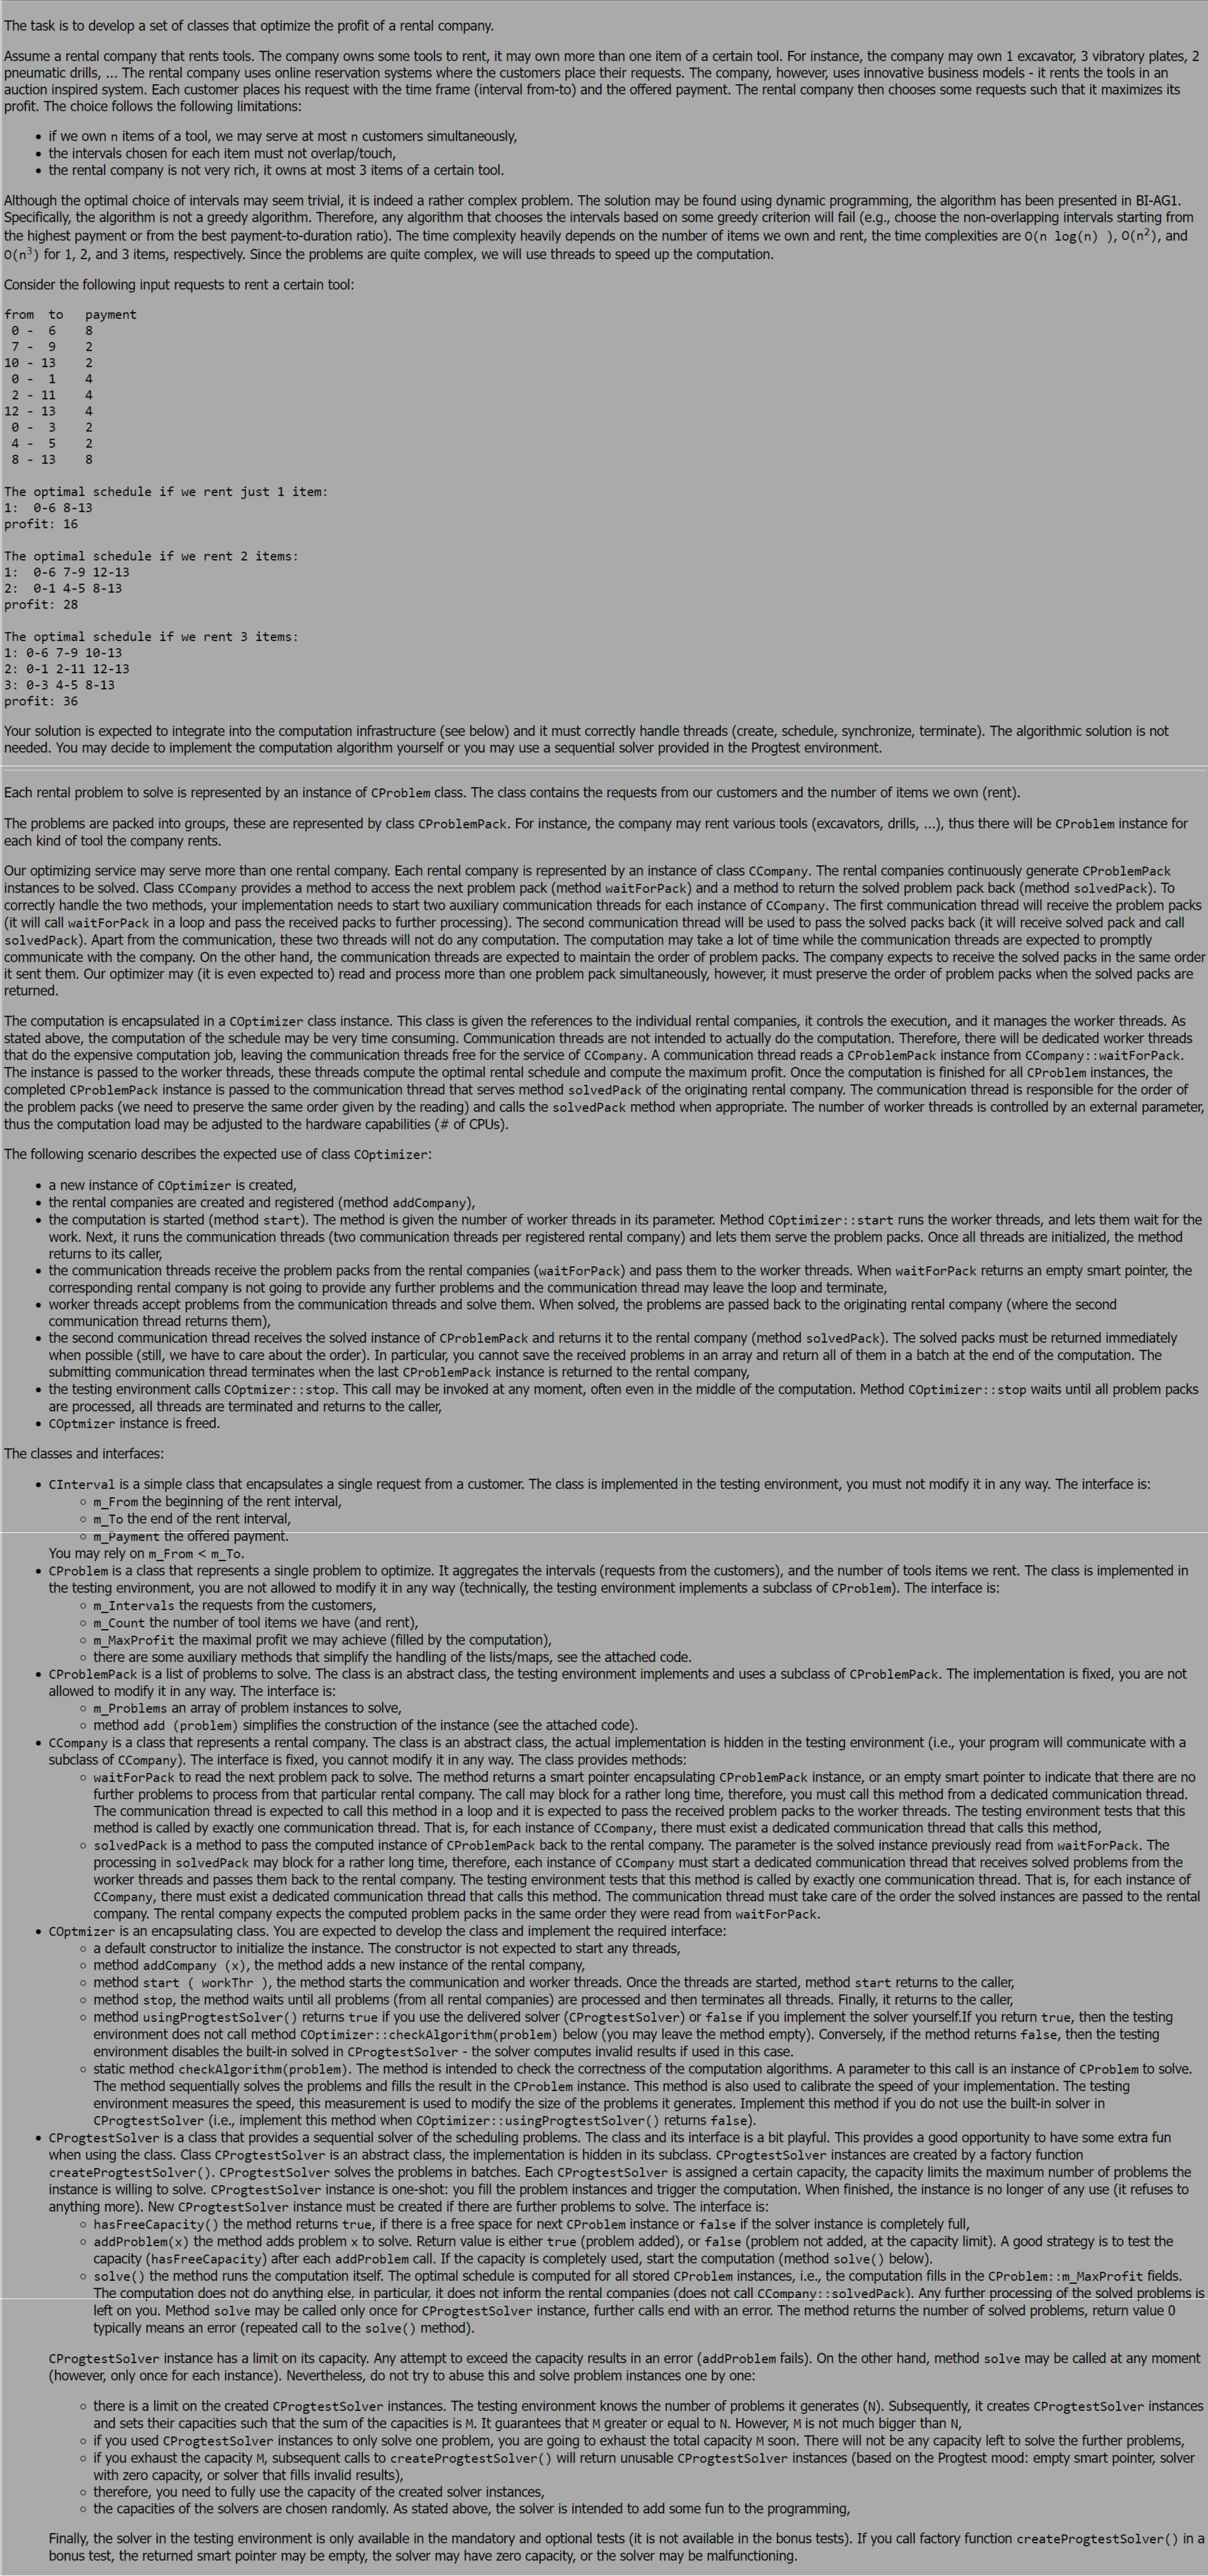 The task is to develop a set of classes that optimize the profit of a rental company.
Assume a rental company that rents tools. The company owns some tools to rent, it may own more than one item of a certain tool. For instance, the company may own 1 excavator, 3 vibratory plates, 2
pneumatic drills, ... The rental company uses online reservation systems where the customers place their requests. The company, however, uses innovative business models - it rents the tools in an
auction inspired system. Each customer places his request with the time frame (interval from-to) and the offered payment. The rental company then chooses some requests such that it maximizes its
profit. The choice follows the following limitations:
• if we own n items of a tool, we may serve at most n customers simultaneously,
• the intervals chosen for each item must not overlap/touch,
• the rental company is not very rich, it owns at most 3 items of a certain tool.
Although the optimal choice of intervals may seem trivial, it is indeed a rather complex problem. The solution may be found using dynamic programming, the algorithm has been presented in BI-AG1.
Specifically, the algorithm is not a greedy algorithm. Therefore, any algorithm that chooses the intervals based on some greedy criterion will fail (e.g., choose the non-overlapping intervals starting from
the highest payment or from the best payment-to-duration ratio). The time complexity heavily depends on the number of items we own and rent, the time complexities are O(n log(n) ), O(n²), and
O(n³) for 1, 2, and 3 items, respectively. Since the problems are quite complex, we will use threads to speed up the computation.
Consider the following input requests to rent a certain tool:
from  to   payment
 0 -  6    8
 7 -  9    2
10 - 13    2
 0 -  1    4
 2 - 11    4
12 - 13    4
 0 -  3    2
 4 -  5    2
 8 - 13    8
The optimal schedule if we rent just 1 item:
1:  0-6 8-13
profit: 16
The optimal schedule if we rent 2 items:
1:  0-6 7-9 12-13
2:  0-1 4-5 8-13
profit: 28
The optimal schedule if we rent 3 items:
1: 0-6 7-9 10-13
2: 0-1 2-11 12-13
3: 0-3 4-5 8-13
profit: 36
Your solution is expected to integrate into the computation infrastructure (see below) and it must correctly handle threads (create, schedule, synchronize, terminate). The algorithmic solution is not
needed. You may decide to implement the computation algorithm yourself or you may use a sequential solver provided in the Progtest environment.
Each rental problem to solve is represented by an instance of CProblem class. The class contains the requests from our customers and the number of items we own (rent).
The problems are packed into groups, these are represented by class CProblemPack. For instance, the company may rent various tools (excavators, drills, ...), thus there will be CProblem instance for
each kind of tool the company rents.
Our optimizing service may serve more than one rental company. Each rental company is represented by an instance of class CCompany. The rental companies continuously generate CProblemPack
instances to be solved. Class CCompany provides a method to access the next problem pack (method waitForPack) and a method to return the solved problem pack back (method solvedPack). To
correctly handle the two methods, your implementation needs to start two auxiliary communication threads for each instance of CCompany. The first communication thread will receive the problem packs
(it will call waitForPack in a loop and pass the received packs to further processing). The second communication thread will be used to pass the solved packs back (it will receive solved pack and call
solvedPack). Apart from the communication, these two threads will not do any computation. The computation may take a lot of time while the communication threads are expected to promptly
communicate with the company. On the other hand, the communication threads are expected to maintain the order of problem packs. The company expects to receive the solved packs in the same order
it sent them. Our optimizer may (it is even expected to) read and process more than one problem pack simultaneously, however, it must preserve the order of problem packs when the solved packs are
returned.
The computation is encapsulated in a COptimizer class instance. This class is given the references to the individual rental companies, it controls the execution, and it manages the worker threads. As
stated above, the computation of the schedule may be very time consuming. Communication threads are not intended to actually do the computation. Therefore, there will be dedicated worker threads
that do the expensive computation job, leaving the communication threads free for the service of CCompany. A communication thread reads a CProblemPack instance from CCompany::waitForPack.
The instance is passed to the worker threads, these threads compute the optimal rental schedule and compute the maximum profit. Once the computation is finished for all CProblem instances, the
completed CProblemPack instance is passed to the communication thread that serves method solvedPack of the originating rental company. The communication thread is responsible for the order of
the problem packs (we need to preserve the same order given by the reading) and calls the solvedPack method when appropriate. The number of worker threads is controlled by an external parameter,
thus the computation load may be adjusted to the hardware capabilities (# of CPUs).
The following scenario describes the expected use of class COptimizer:
• a new instance of COptimizer is created,
• the rental companies are created and registered (method addCompany),
• the computation is started (method start). The method is given the number of worker threads in its parameter. Method COptimizer::start runs the worker threads, and lets them wait for the
work. Next, it runs the communication threads (two communication threads per registered rental company) and lets them serve the problem packs. Once all threads are initialized, the method
returns to its caller,
• the communication threads receive the problem packs from the rental companies (waitForPack) and pass them to the worker threads. When waitForPack returns an empty smart pointer, the
corresponding rental company is not going to provide any further problems and the communication thread may leave the loop and terminate,
• worker threads accept problems from the communication threads and solve them. When solved, the problems are passed back to the originating rental company (where the second
communication thread returns them),
• the second communication thread receives the solved instance of CProblemPack and returns it to the rental company (method solvedPack). The solved packs must be returned immediately
when possible (still, we have to care about the order). In particular, you cannot save the received problems in an array and return all of them in a batch at the end of the computation. The
submitting communication thread terminates when the last CProblemPack instance is returned to the rental company,
• the testing environment calls COptmizer::stop. This call may be invoked at any moment, often even in the middle of the computation. Method COptimizer::stop waits until all problem packs
are processed, all threads are terminated and returns to the caller,
• COptmizer instance is freed.
The classes and interfaces:
• CInterval is a simple class that encapsulates a single request from a customer. The class is implemented in the testing environment, you must not modify it in any way. The interface is:
◦ m_From the beginning of the rent interval,
◦ m_To the end of the rent interval,
◦ m_Payment the offered payment.
You may rely on m_From < m_To.
• CProblem is a class that represents a single problem to optimize. It aggregates the intervals (requests from the customers), and the number of tools items we rent. The class is implemented in
the testing environment, you are not allowed to modify it in any way (technically, the testing environment implements a subclass of CProblem). The interface is:
◦ m_Intervals the requests from the customers,
◦ m_Count the number of tool items we have (and rent),
◦ m_MaxProfit the maximal profit we may achieve (filled by the computation),
◦ there are some auxiliary methods that simplify the handling of the lists/maps, see the attached code.
• CProblemPack is a list of problems to solve. The class is an abstract class, the testing environment implements and uses a subclass of CProblemPack. The implementation is fixed, you are not
allowed to modify it in any way. The interface is:
◦ m_Problems an array of problem instances to solve,
◦ method add (problem) simplifies the construction of the instance (see the attached code).
• CCompany is a class that represents a rental company. The class is an abstract class, the actual implementation is hidden in the testing environment (i.e., your program will communicate with a
subclass of CCompany). The interface is fixed, you cannot modify it in any way. The class provides methods:
◦ waitForPack to read the next problem pack to solve. The method returns a smart pointer encapsulating CProblemPack instance, or an empty smart pointer to indicate that there are no
further problems to process from that particular rental company. The call may block for a rather long time, therefore, you must call this method from a dedicated communication thread.
The communication thread is expected to call this method in a loop and it is expected to pass the received problem packs to the worker threads. The testing environment tests that this
method is called by exactly one communication thread. That is, for each instance of CCompany, there must exist a dedicated communication thread that calls this method,
◦ solvedPack is a method to pass the computed instance of CProblemPack back to the rental company. The parameter is the solved instance previously read from waitForPack. The
processing in solvedPack may block for a rather long time, therefore, each instance of CCompany must start a dedicated communication thread that receives solved problems from the
worker threads and passes them back to the rental company. The testing environment tests that this method is called by exactly one communication thread. That is, for each instance of
CCompany, there must exist a dedicated communication thread that calls this method. The communication thread must take care of the order the solved instances are passed to the rental
company. The rental company expects the computed problem packs in the same order they were read from waitForPack.
• COptmizer is an encapsulating class. You are expected to develop the class and implement the required interface:
◦ a default constructor to initialize the instance. The constructor is not expected to start any threads,
◦ method addCompany (x), the method adds a new instance of the rental company,
◦ method start ( workThr ), the method starts the communication and worker threads. Once the threads are started, method start returns to the caller,
◦ method stop, the method waits until all problems (from all rental companies) are processed and then terminates all threads. Finally, it returns to the caller,
◦ method usingProgtestSolver() returns true if you use the delivered solver (CProgtestSolver) or false if you implement the solver yourself.If you return true, then the testing
environment does not call method COptimizer::checkAlgorithm(problem) below (you may leave the method empty). Conversely, if the method returns false, then the testing
environment disables the built-in solved in CProgtestSolver - the solver computes invalid results if used in this case.
◦ static method checkAlgorithm(problem). The method is intended to check the correctness of the computation algorithms. A parameter to this call is an instance of CProblem to solve.
The method sequentially solves the problems and fills the result in the CProblem instance. This method is also used to calibrate the speed of your implementation. The testing
environment measures the speed, this measurement is used to modify the size of the problems it generates. Implement this method if you do not use the built-in solver in
CProgtestSolver (i.e., implement this method when COptimizer::usingProgtestSolver() returns false).
• CProgtestSolver is a class that provides a sequential solver of the scheduling problems. The class and its interface is a bit playful. This provides a good opportunity to have some extra fun
when using the class. Class CProgtestSolver is an abstract class, the implementation is hidden in its subclass. CProgtestSolver instances are created by a factory function
createProgtestSolver(). CProgtestSolver solves the problems in batches. Each CProgtestSolver is assigned a certain capacity, the capacity limits the maximum number of problems the
instance is willing to solve. CProgtestSolver instance is one-shot: you fill the problem instances and trigger the computation. When finished, the instance is no longer of any use (it refuses to
anything more). New CProgtestSolver instance must be created if there are further problems to solve. The interface is:
◦ hasFreeCapacity() the method returns true, if there is a free space for next CProblem instance or false if the solver instance is completely full,
◦ addProblem(x) the method adds problem x to solve. Return value is either true (problem added), or false (problem not added, at the capacity limit). A good strategy is to test the
capacity (hasFreeCapacity) after each addProblem call. If the capacity is completely used, start the computation (method solve() below).
◦ solve() the method runs the computation itself. The optimal schedule is computed for all stored CProblem instances, i.e., the computation fills in the CProblem::m_MaxProfit fields.
The computation does not do anything else, in particular, it does not inform the rental companies (does not call CCompany::solvedPack). Any further processing of the solved problems is
left on you. Method solve may be called only once for CProgtestSolver instance, further calls end with an error. The method returns the number of solved problems, return value 0
typically means an error (repeated call to the solve() method).
CProgtestSolver instance has a limit on its capacity. Any attempt to exceed the capacity results in an error (addProblem fails). On the other hand, method solve may be called at any moment
(however, only once for each instance). Nevertheless, do not try to abuse this and solve problem instances one by one:
◦ there is a limit on the created CProgtestSolver instances. The testing environment knows the number of problems it generates (N). Subsequently, it creates CProgtestSolver instances
and sets their capacities such that the sum of the capacities is M. It guarantees that M greater or equal to N. However, M is not much bigger than N,
◦ if you used CProgtestSolver instances to only solve one problem, you are going to exhaust the total capacity M soon. There will not be any capacity left to solve the further problems,
◦ if you exhaust the capacity M, subsequent calls to createProgtestSolver() will return unusable CProgtestSolver instances (based on the Progtest mood: empty smart pointer, solver
with zero capacity, or solver that fills invalid results),
◦ therefore, you need to fully use the capacity of the created solver instances,
◦ the capacities of the solvers are chosen randomly. As stated above, the solver is intended to add some fun to the programming,
Finally, the solver in the testing environment is only available in the mandatory and optional tests (it is not available in the bonus tests). If you call factory function createProgtestSolver() in a
bonus test, the returned smart pointer may be empty, the solver may have zero capacity, or the solver may be malfunctioning.